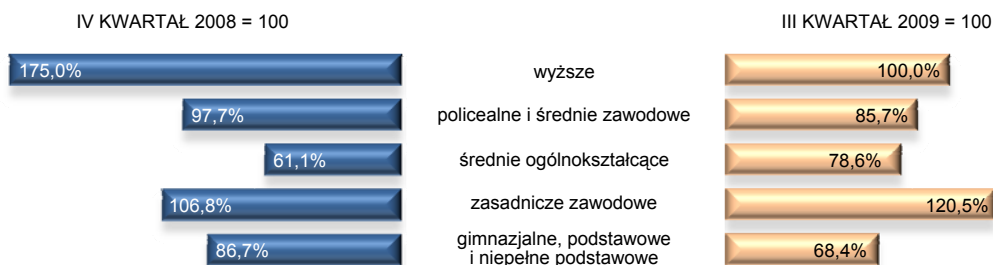 IV KWARTAŁ 2008 = 100
III KWARTAŁ 2009 = 100
175,0%
wyższe
100,0%
97,7%
policealne i średnie zawodowe
85,7%
61,1%
średnie ogólnokształcące
78,6%
106,8%
zasadnicze zawodowe
120,5%
86,7%
gimnazjalne, podstawowe
i niepełne podstawowe
68,4%